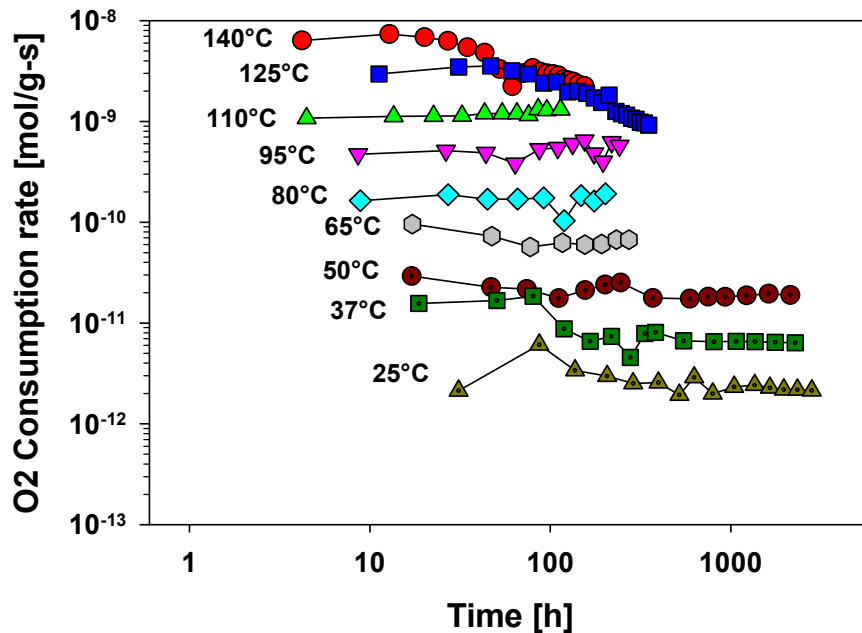 10⁻⁸
140°C
125°C
10⁻⁹
110°C
95°C
80°C
10⁻¹⁰
65°C
50°C
37°C
10⁻¹¹
25°C
10⁻¹²
10⁻¹³
O2 Consumption rate [mol/g-s]
1
10
100
1000
Time [h]